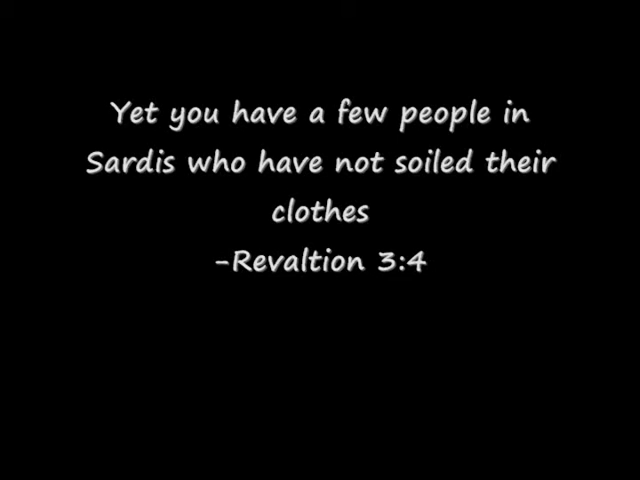 Yet you have a few people in
Sardis who have not soiled their
clothes
-Revaltion 3:4